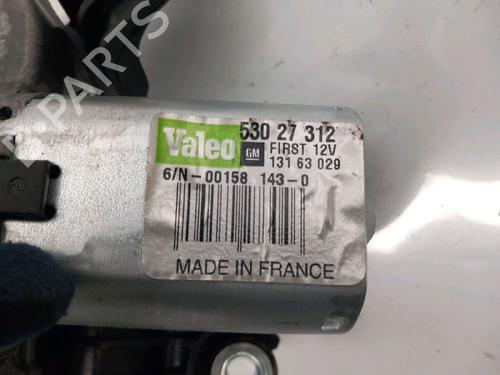 PARTS
Valeo 530 27 312
GM FIRST 12V
131 63 029
6/N-00158 143-0
MADE IN FRANCE